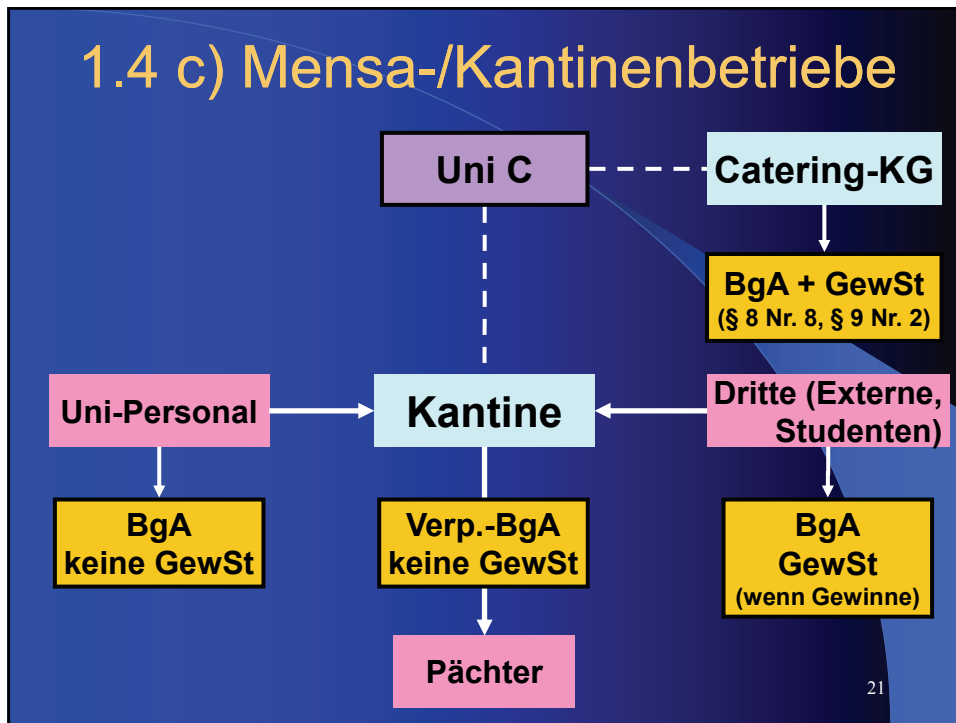 1.4 c) Mensa-/Kantinenbetriebe
Uni C
Catering-KG
BgA + GewSt
(§ 8 Nr. 8, § 9 Nr. 2)
Uni-Personal
Kantine
Dritte (Externe,
Studenten)
BgA
keine GewSt
Verp.-BgA
keine GewSt
BgA
GewSt
(wenn Gewinne)
Pächter
21